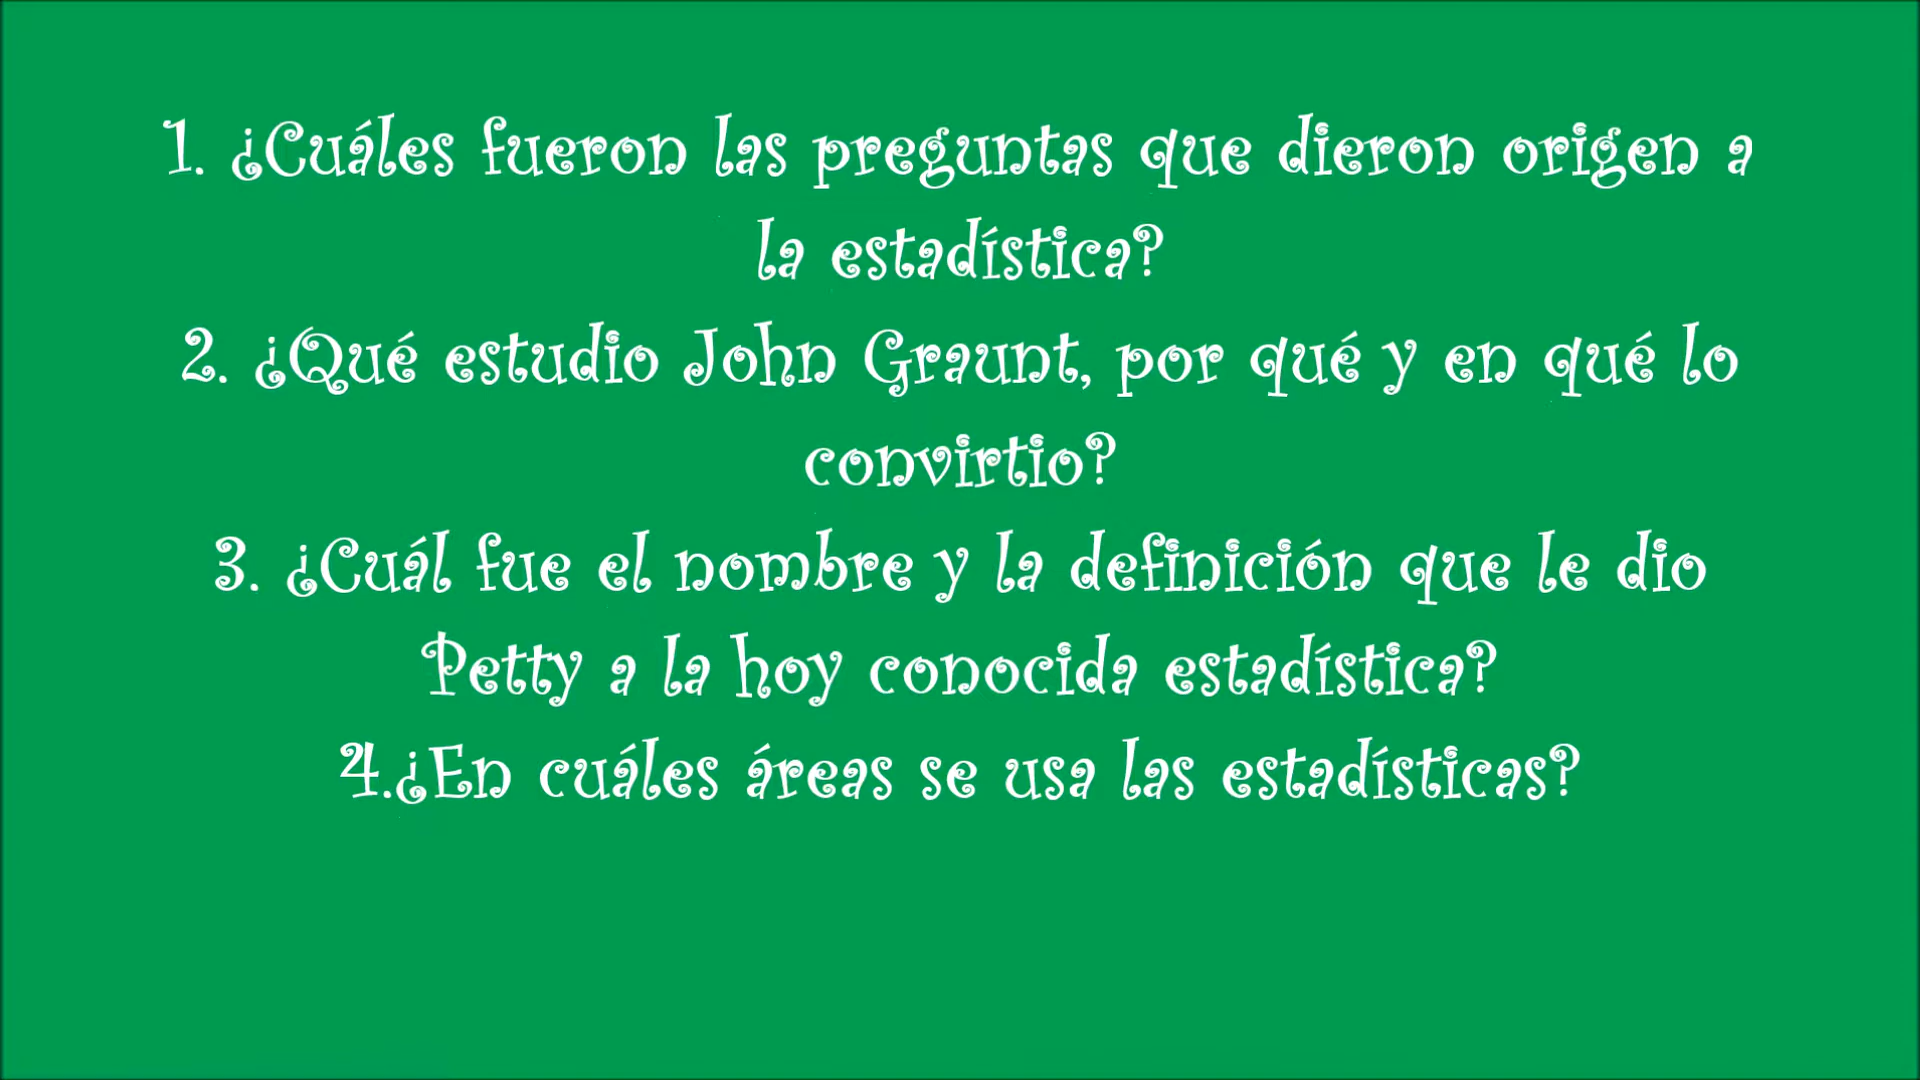 1. ¿Cuáles fueron las preguntas que dieron origen a
la estadística?
2. ¿Qué estudio John Graunt, por qué y en qué lo
convirtio?
3. ¿Cuál fue el nombre y la definición que le dio
Petty a la hoy conocida estadística?
4.¿En cuáles áreas se usa las estadísticas?